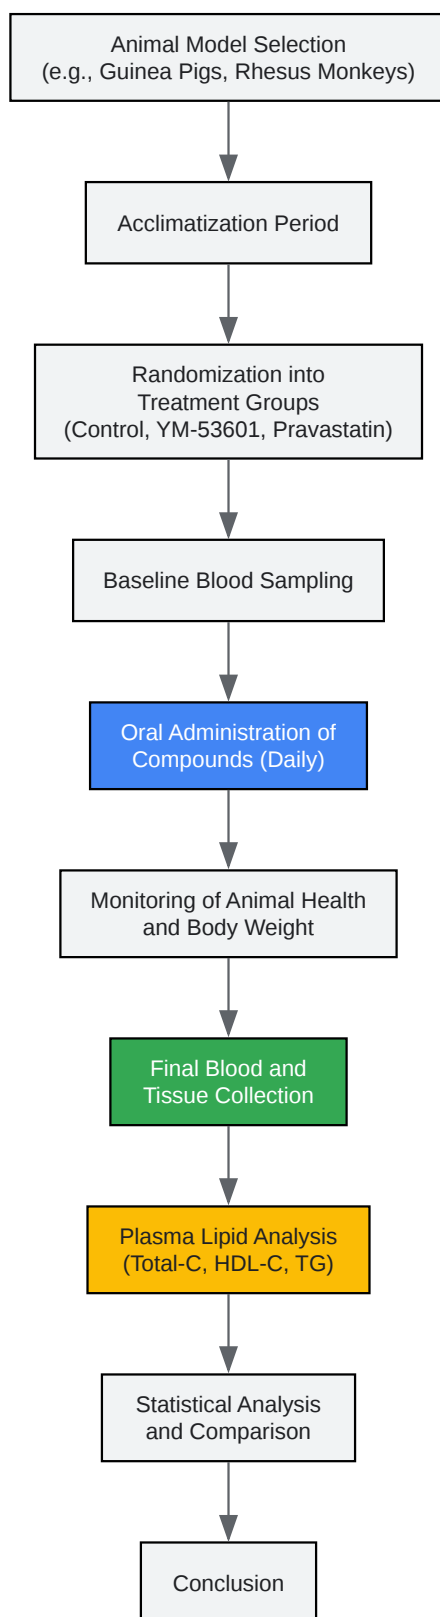 Animal Model Selection
(e.g., Guinea Pigs, Rhesus Monkeys)
Acclimatization Period
Randomization into
Treatment Groups
(Control, YM-53601, Pravastatin)
Baseline Blood Sampling
Oral Administration of
Compounds (Daily)
Monitoring of Animal Health
and Body Weight
Final Blood and
Tissue Collection
Plasma Lipid Analysis
(Total-C, HDL-C, TG)
Statistical Analysis
and Comparison
Conclusion